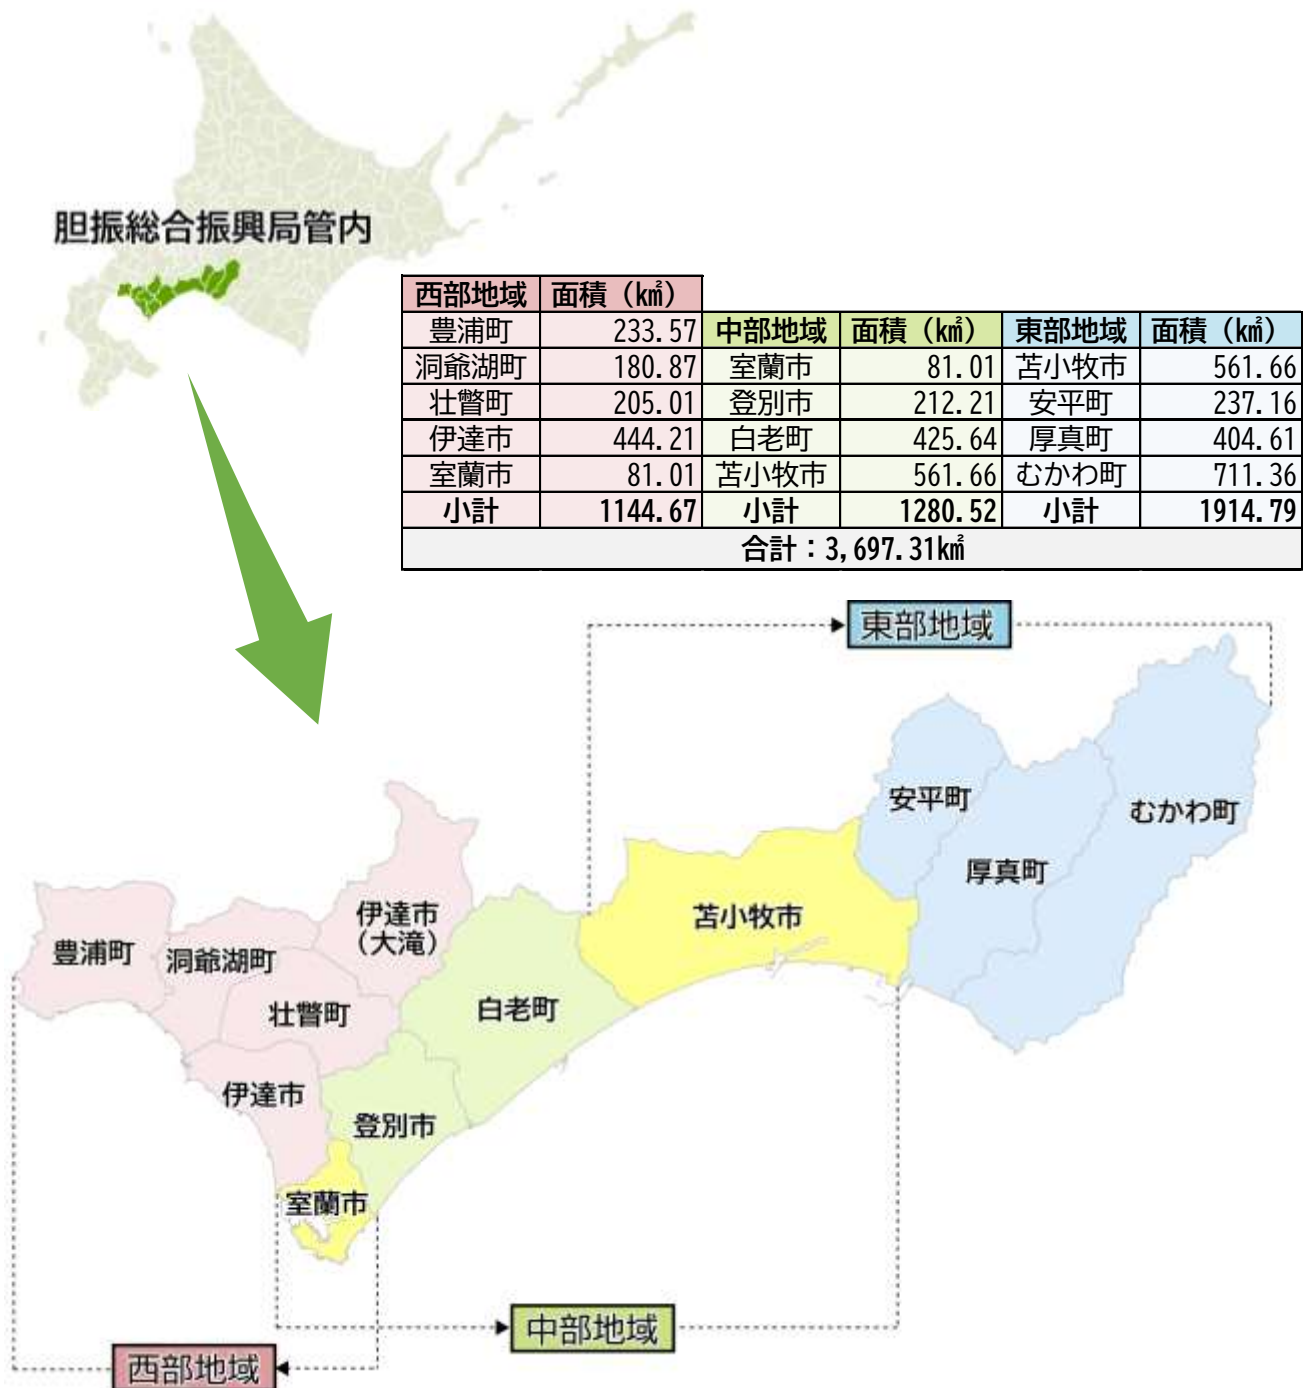 胆振総合振興局管内
西部地域 面積（㎢）
豊浦町 233.57 中部地域 面積（㎢） 東部地域 面積（㎢）
洞爺湖町 180.87 室蘭市 81.01 苫小牧市 561.66
壮瞥町 205.01 登別市 212.21 安平町 237.16
伊達市 444.21 白老町 425.64 厚真町 404.61
室蘭市 81.01 苫小牧市 561.66 むかわ町 711.36
小計 1144.67 小計 1280.52 小計 1914.79
合計：3,697.31㎢
東部地域
安平町
むかわ町
厚真町
苫小牧市
伊達市
（大滝）
豊浦町
洞爺湖町
壮瞥町
白老町
伊達市
登別市
室蘭市
中部地域
西部地域